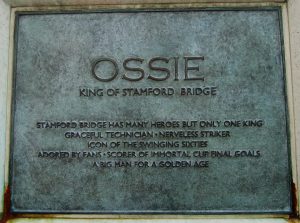 OSSIE
KING OF STAMFORD BRIDGE
STAMFORD BRIDGE HAS MANY HEROES BUT ONLY ONE KING
GRACEFUL TECHNICIAN • NERVELESS STRIKER
ICON OF THE SWINGING SIXTIES
ADORED BY FANS • SCORER OF IMMORTAL CUP FINAL GOALS
A BIG MAN FOR A GOLDEN AGE